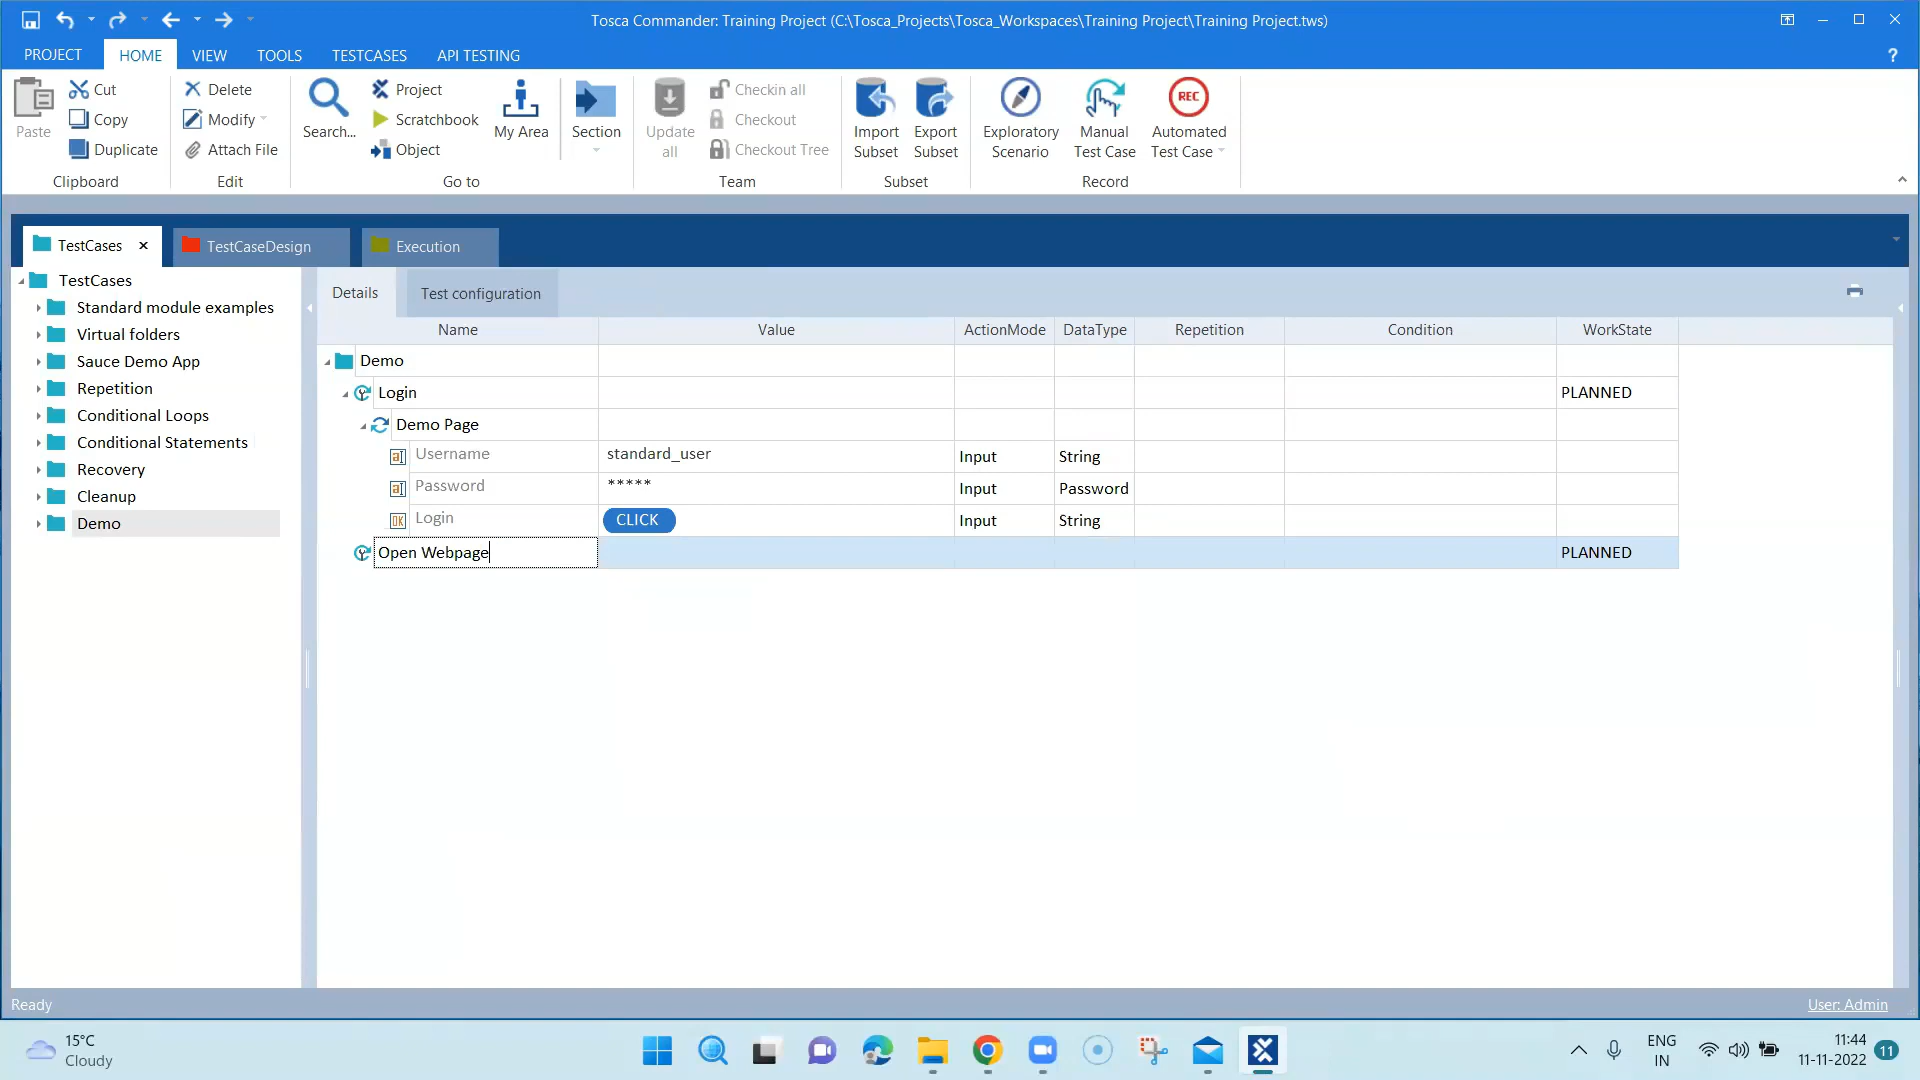 Tosca Commander: Training Project (C:\Tosca_Projects\Tosca_Workspaces\Training Project\Training Project.tws)
PROJECT HOME VIEW TOOLS TESTCASES API TESTING ?
Paste
Cut
Copy
Duplicate
Clipboard
Delete
Modify
Attach File
Edit
Search...
Project
Scratchbook
Object
My Area
Section
Go to
Update all
Checkin all
Checkout
Checkout Tree
Team
Import Subset
Export Subset
Subset
Exploratory Scenario
Manual Test Case
REC
Automated Test Case
Record
TestCases TestCaseDesign Execution
TestCases
Standard module examples
Virtual folders
Sauce Demo App
Repetition
Conditional Loops
Conditional Statements
Recovery
Cleanup
Demo
Details Test configuration
Name Value ActionMode DataType Repetition Condition WorkState
Demo
Login PLANNED
Demo Page
Username standard_user Input String
Password ***** Input Password
OK Login CLICK Input String
Open Webpage PLANNED
Ready User: Admin
15°C
Cloudy
ENG
IN
11:44
11-11-2022
11